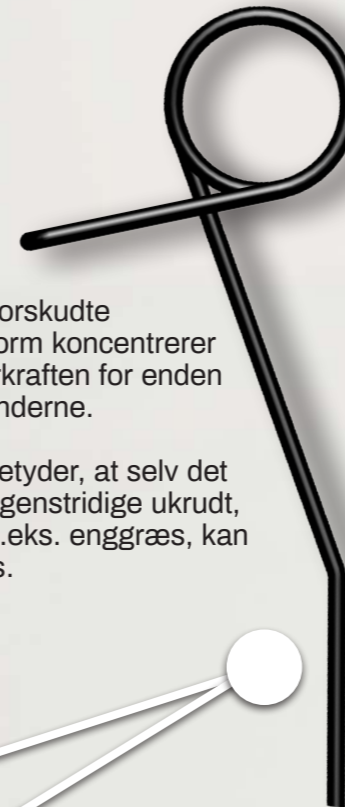 orskudte
orm koncentrerer
kraften for enden
nderne.
etyder, at selv det
genstridige ukrudt,
.eks. enggræs, kan
s.